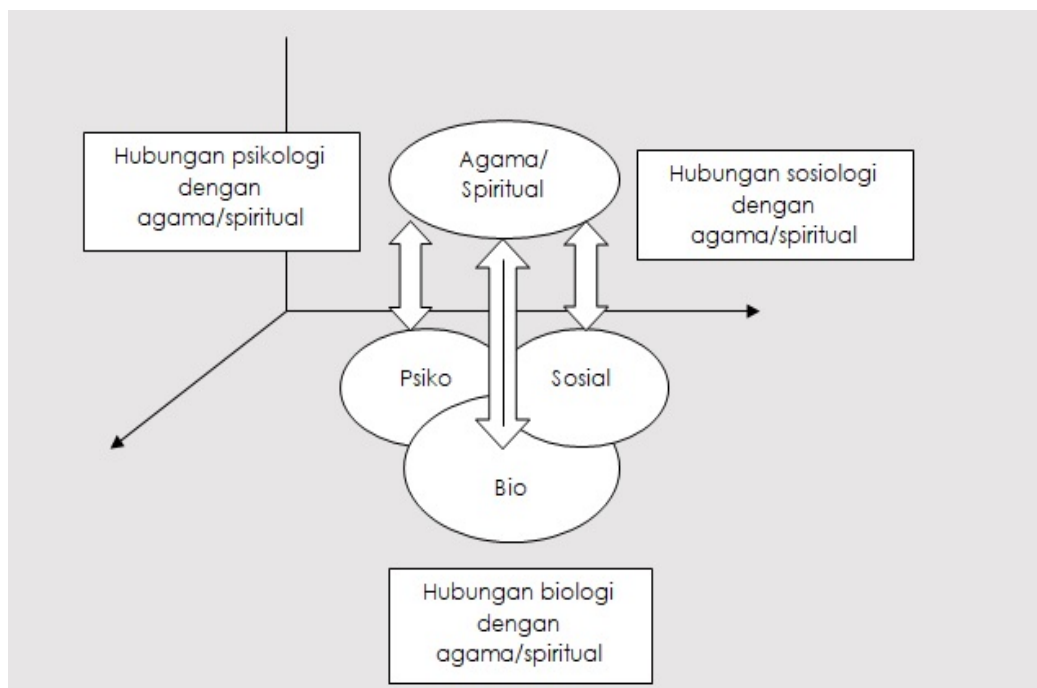 Hubungan psikologi
dengan
agama/spiritual
Agama/
Spiritual
Hubungan sosiologi
dengan
agama/spiritual
Psiko
Sosial
Bio
Hubungan biologi
dengan
agama/spiritual